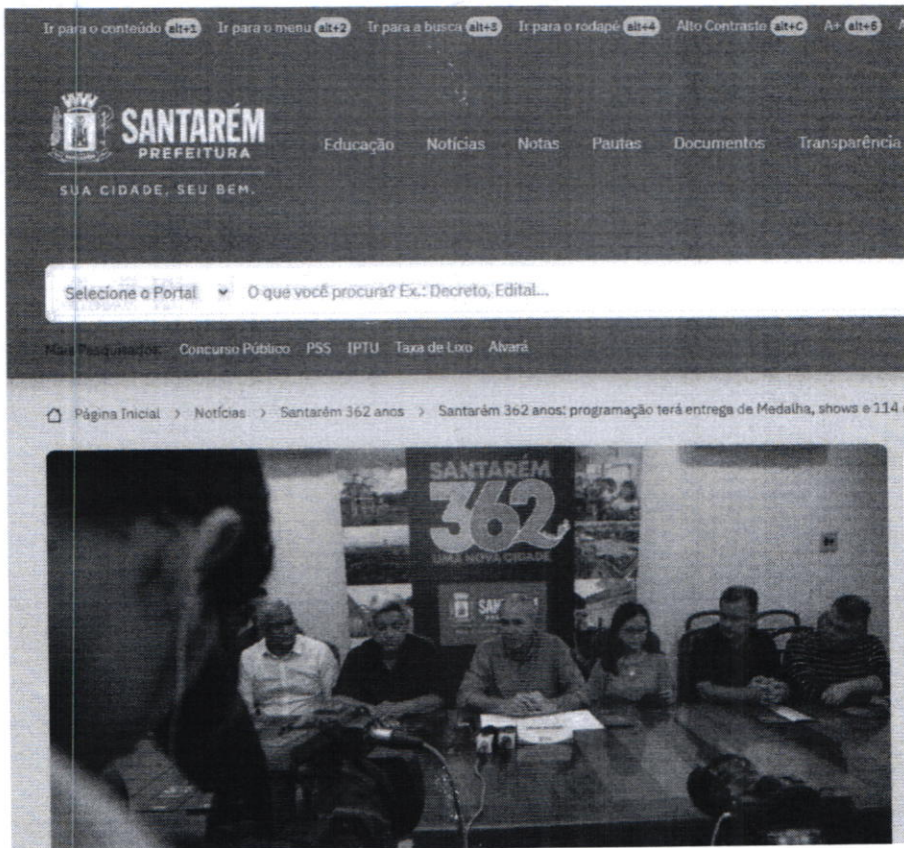 Ir para o conteúdo alt+1 Ir para o menu alt+2 Ir para a busca alt+3 Ir para o rodapé alt+4 Alto Contraste alt+C A+ alt+6 A
SANTARÉM
PREFEITURA
SUA CIDADE, SEU BEM.
Educação Notícias Notas Pautas Documentos Transparência
Selecione o Portal O que você procura? Ex.: Decreto, Edital...
Mais Pesquisados: Concurso Público PSS IPTU Taxa de Lixo Alvará
Página Inicial > Notícias > Santarém 362 anos > Santarém 362 anos: programação terá entrega de Medalha, shows e 114
SANTARÉM
362
UMA NOVA CIDADE